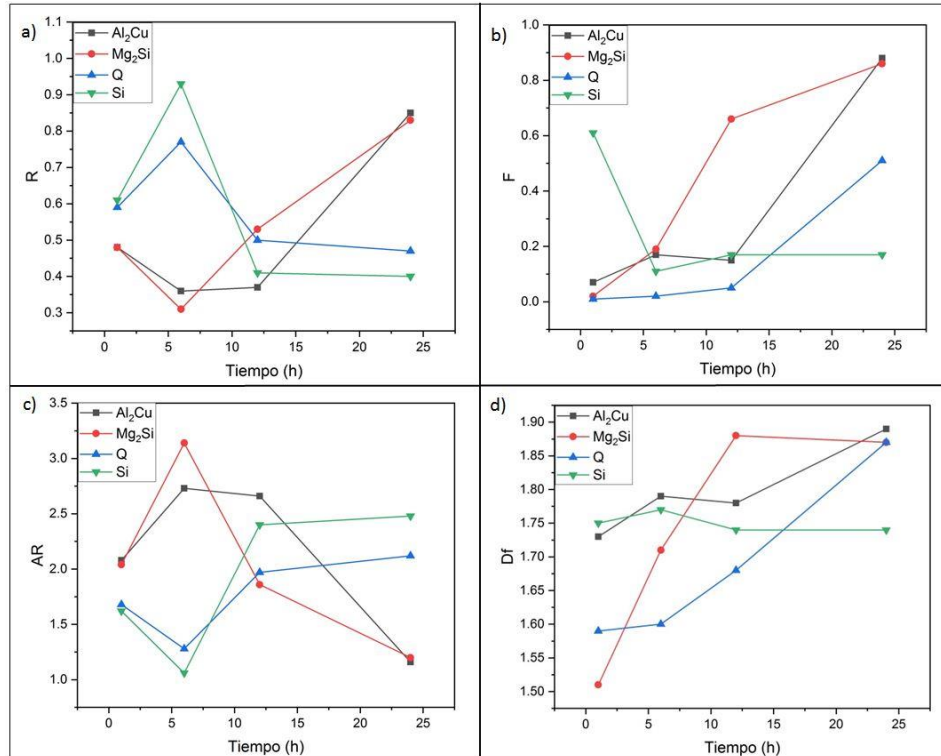 a)
Al₂Cu
Mg₂Si
Q
Si
1.1
1.0
0.9
0.8
0.7
0.6
0.5
0.4
0.3
R
0 5 10 15 20 25
Tiempo (h)
b)
Al₂Cu
Mg₂Si
Q
Si
1.0
0.8
0.6
0.4
0.2
0.0
F
0 5 10 15 20 25
Tiempo (h)
c)
Al₂Cu
Mg₂Si
Q
Si
3.5
3.0
2.5
2.0
1.5
1.0
AR
0 5 10 15 20 25
Tiempo (h)
d)
Al₂Cu
Mg₂Si
Q
Si
1.90
1.85
1.80
1.75
1.70
1.65
1.60
1.55
1.50
Df
0 5 10 15 20 25
Tiempo (h)